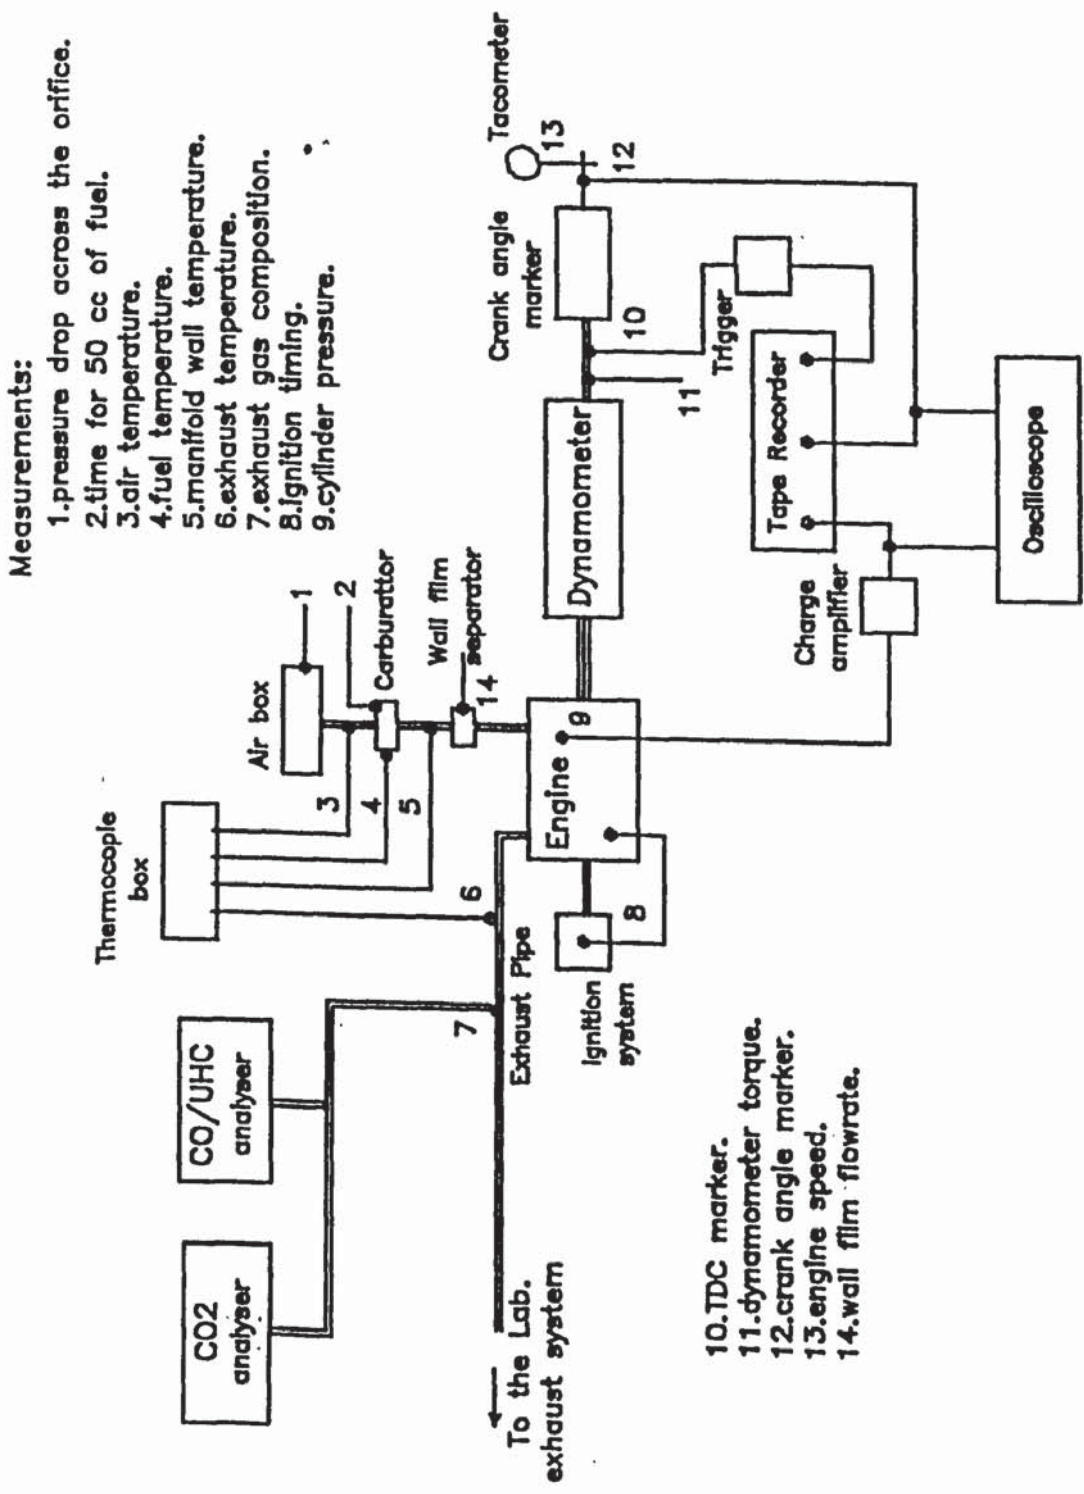 Measurements:
1.pressure drop across the orifice.
2.time for 50 cc of fuel.
3.air temperature.
4.fuel temperature.
5.manifold wall temperature.
6.exhaust temperature.
7.exhaust gas composition.
8.ignition timing.
9.cylinder pressure.
Thermocople
box
Air box
1
2
3
4
5
Carburattor
Wall film
separator
14
CO2
analyser
CO/UHC
analyser
6
7
Exhaust Pipe
To the Lab.
exhaust system
Engine
9
Ignition
system
8
Dynamometer
Crank angle
marker
Tacometer
13
12
10
11
Trigger
Tape Recorder
Charge
amplifier
Oscilloscope
10.TDC marker.
11.dynamometer torque.
12.crank angle marker.
13.engine speed.
14.wall film flowrate.